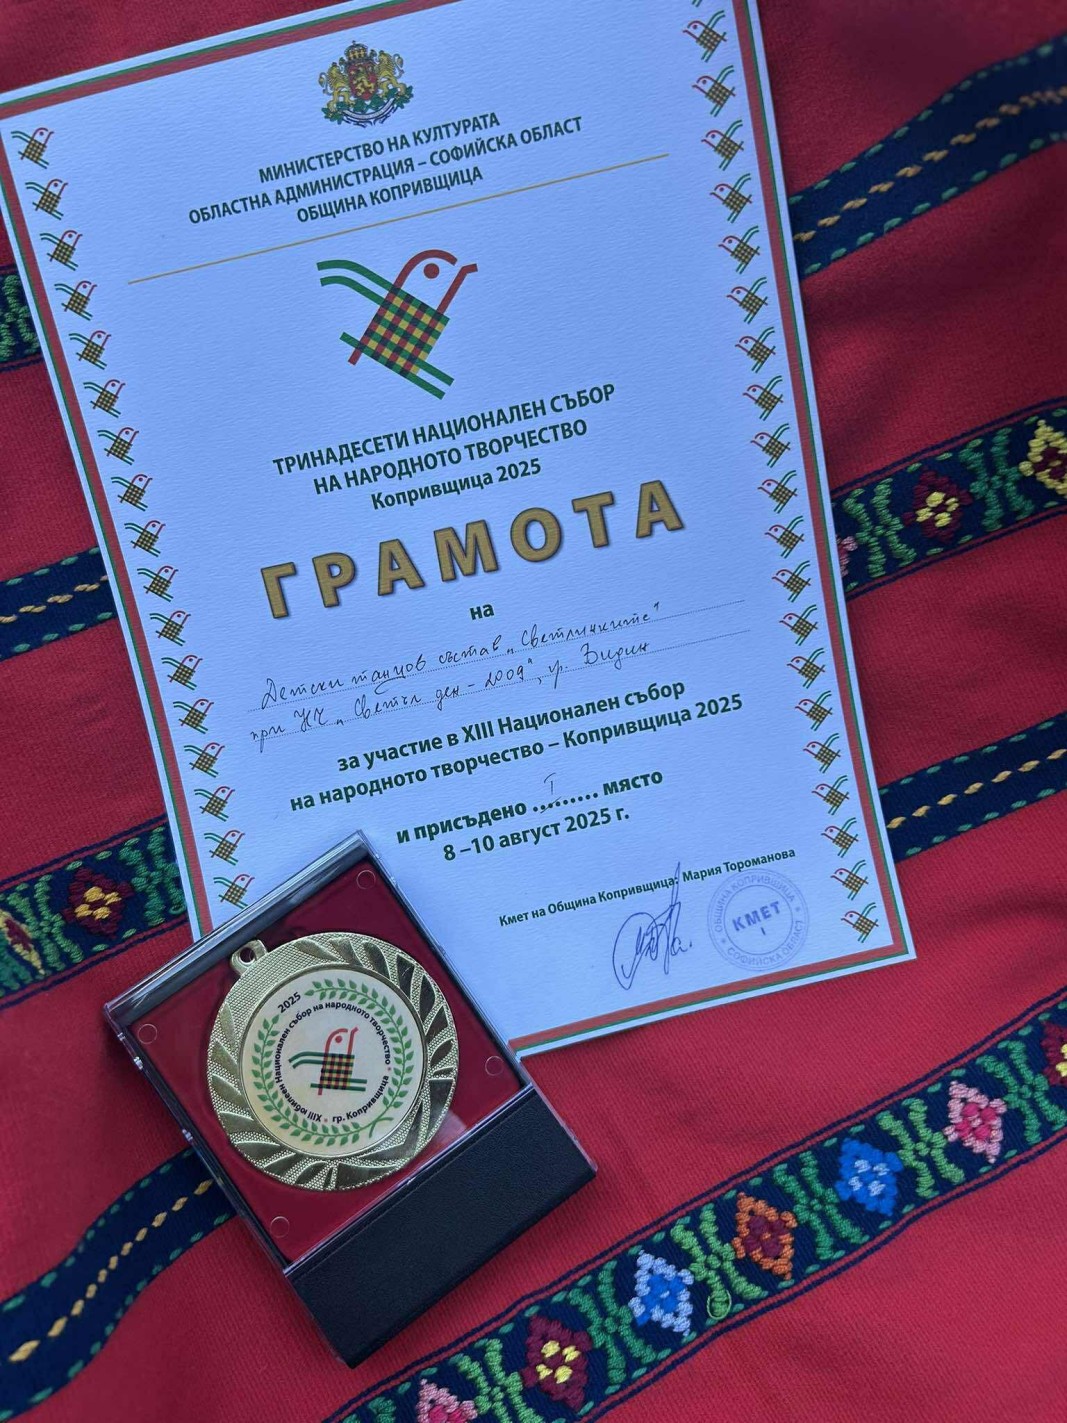 МИНИСТЕРСТВО НА КУЛТУРАТА
ОБЛАСТНА АДМИНИСТРАЦИЯ – СОФИЙСКА ОБЛАСТ
ОБЩИНА КОПРИВЩИЦА
ТРИНАДЕСЕТИ НАЦИОНАЛЕН СЪБОР
НА НАРОДНОТО ТВОРЧЕСТВО
Копривщица 2025
ГРАМОТА
на
Детски танцов състав „Светлинките"
при НЧ „Светъл ден - 2009", гр. Видин
за участие в XIII Национален събор
на народното творчество – Копривщица 2025
и присъдено ....I..... място
8 –10 август 2025 г.
Кмет на Община Копривщица: Мария Тороманова
ОБЩИНА КОПРИВЩИЦА
КМЕТ
I
СОФИЙСКА ОБЛАСТ
2025
XIII юбилеен Национален събор на народното творчество
гр. Копривщица